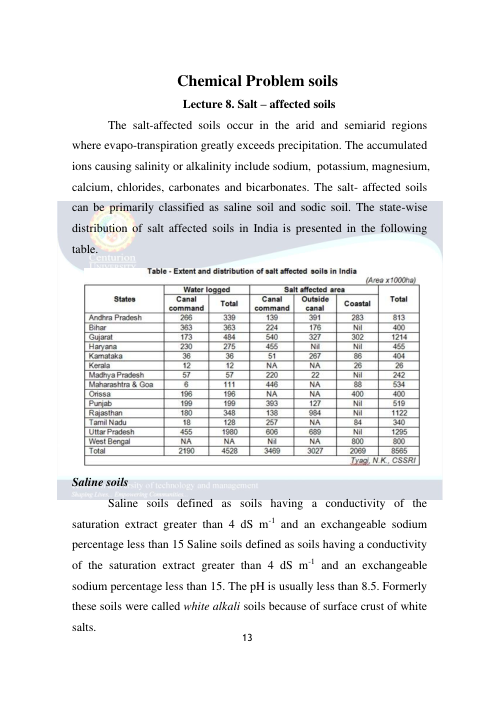 Chemical Problem soils
Lecture 8. Salt – affected soils
The salt-affected soils occur in the arid and semiarid regions
where evapo-transpiration greatly exceeds precipitation. The accumulated
ions causing salinity or alkalinity include sodium, potassium, magnesium,
calcium, chlorides, carbonates and bicarbonates. The salt- affected soils
can be primarily classified as saline soil and sodic soil. The state-wise
distribution of salt affected soils in India is presented in the following
table.
Centurion
Table - Extent and distribution of salt affected soils in India
(Area x1000ha)
States Water logged Salt affected area Total
Canal command Total Canal command Outside canal Coastal
Andhra Pradesh 266 339 139 391 283 813
Bihar 363 363 224 176 Nil 400
Gujarat 173 484 540 327 302 1214
Haryana 230 275 455 Nil Nil 455
Karnataka 36 36 51 267 86 404
Kerala 12 12 NA NA 26 26
Madhya Pradesh 57 57 220 22 Nil 242
Maharashtra & Goa 6 111 446 NA 88 534
Orissa 196 196 NA NA 400 400
Punjab 199 199 393 127 Nil 519
Rajasthan 180 348 138 984 Nil 1122
Tamil Nadu 18 128 257 NA 84 340
Uttar Pradesh 455 1980 606 689 Nil 1295
West Bengal NA NA Nil NA 800 800
Total 2190 4528 3469 3027 2069 8565
Tyagi, N.K., CSSRI
Saline soils of technology and management
Saline soils defined as soils having a conductivity of the
saturation extract greater than 4 dS m-1 and an exchangeable sodium
percentage less than 15 Saline soils defined as soils having a conductivity
of the saturation extract greater than 4 dS m-1 and an exchangeable
sodium percentage less than 15. The pH is usually less than 8.5. Formerly
these soils were called white alkali soils because of surface crust of white
salts.
13